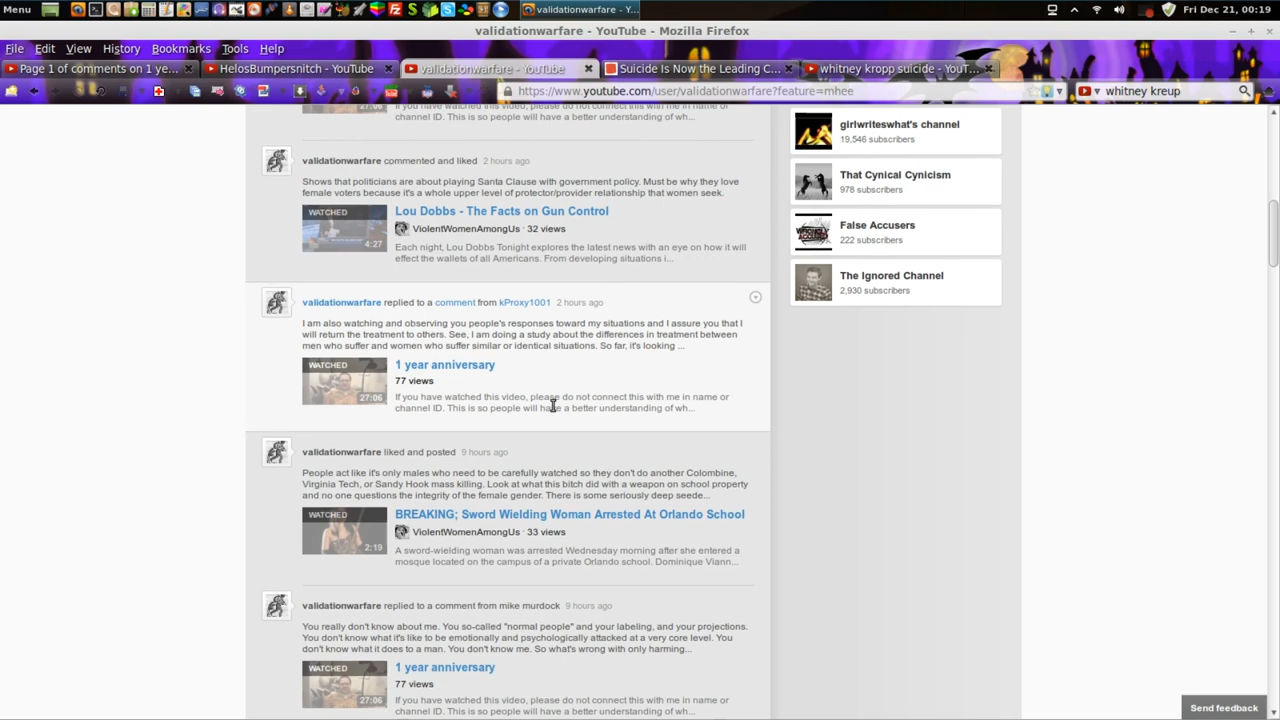 Menu
validationwarfare - Y...
Fri Dec 21, 00:19
validationwarfare - YouTube - Mozilla Firefox
File Edit View History Bookmarks Tools Help
Page 1 of comments on 1 ye...
HelosBumpersnitch - YouTube
validationwarfare - YouTube
Suicide Is Now the Leading C...
whitney kropp suicide - YouT...
https://www.youtube.com/user/validationwarfare?feature=mhee
whitney kreup
27:06
If you have watched this video, please do not connect this with me in name or
channel ID. This is so people will have a better understanding of wh...
validationwarfare commented and liked 2 hours ago
Shows that politicians are about playing Santa Clause with government policy. Must be why they love
female voters because it's a whole upper level of protector/provider relationship that women seek.
WATCHED
4:27
Lou Dobbs - The Facts on Gun Control
ViolentWomenAmongUs · 32 views
Each night, Lou Dobbs Tonight explores the latest news with an eye on how it will
effect the wallets of all Americans. From developing situations i...
validationwarfare replied to a comment from kProxy1001 2 hours ago
I am also watching and observing you people's responses toward my situations and I assure you that I
will return the treatment to others. See, I am doing a study about the differences in treatment between
men who suffer and women who suffer similar or identical situations. So far, it's looking ...
WATCHED
27:06
1 year anniversary
77 views
If you have watched this video, please do not connect this with me in name or
channel ID. This is so people will have a better understanding of wh...
validationwarfare liked and posted 9 hours ago
People act like it's only males who need to be carefully watched so they don't do another Colombine,
Virginia Tech, or Sandy Hook mass killing. Look at what this bitch did with a weapon on school property
and no one questions the integrity of the female gender. There is some seriously deep seede...
WATCHED
2:19
BREAKING; Sword Wielding Woman Arrested At Orlando School
ViolentWomenAmongUs · 33 views
A sword-wielding woman was arrested Wednesday morning after she entered a
mosque located on the campus of a private Orlando school. Dominique Viann...
validationwarfare replied to a comment from mike murdock 9 hours ago
You really don't know about me. You so-called "normal people" and your labeling, and your projections.
You don't know what it's like to be emotionally and psychologically attacked at a very core level. You
don't know what it does to a man. You don't know me. So what's wrong with only harming...
WATCHED
27:06
1 year anniversary
77 views
If you have watched this video, please do not connect this with me in name or
channel ID. This is so people will have a better understanding of wh...
girlwriteswhat's channel
19,546 subscribers
That Cynical Cynicism
978 subscribers
False Accusers
222 subscribers
The Ignored Channel
2,930 subscribers
Send feedback